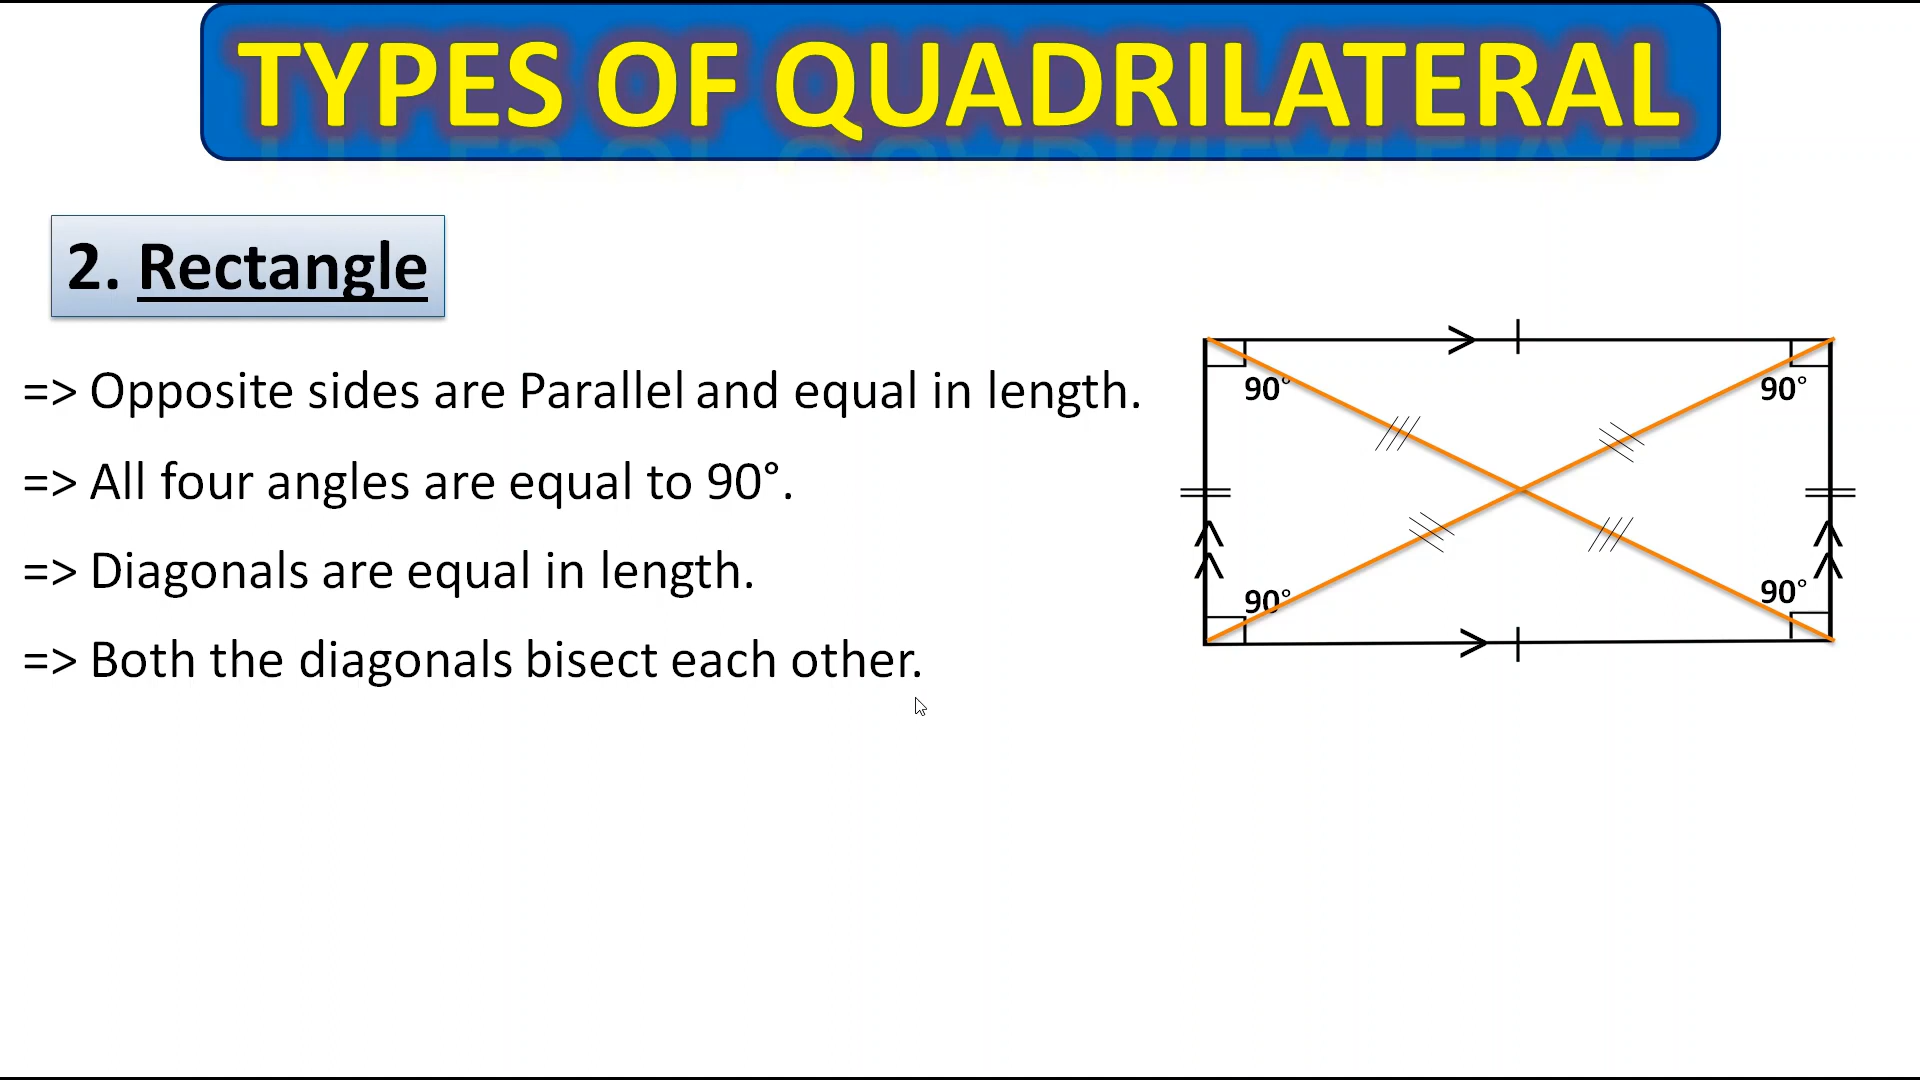 TYPES OF QUADRILATERAL
2. Rectangle
=> Opposite sides are Parallel and equal in length.
=> All four angles are equal to 90°.
=> Diagonals are equal in length.
=> Both the diagonals bisect each other.
90°
90°
90°
90°